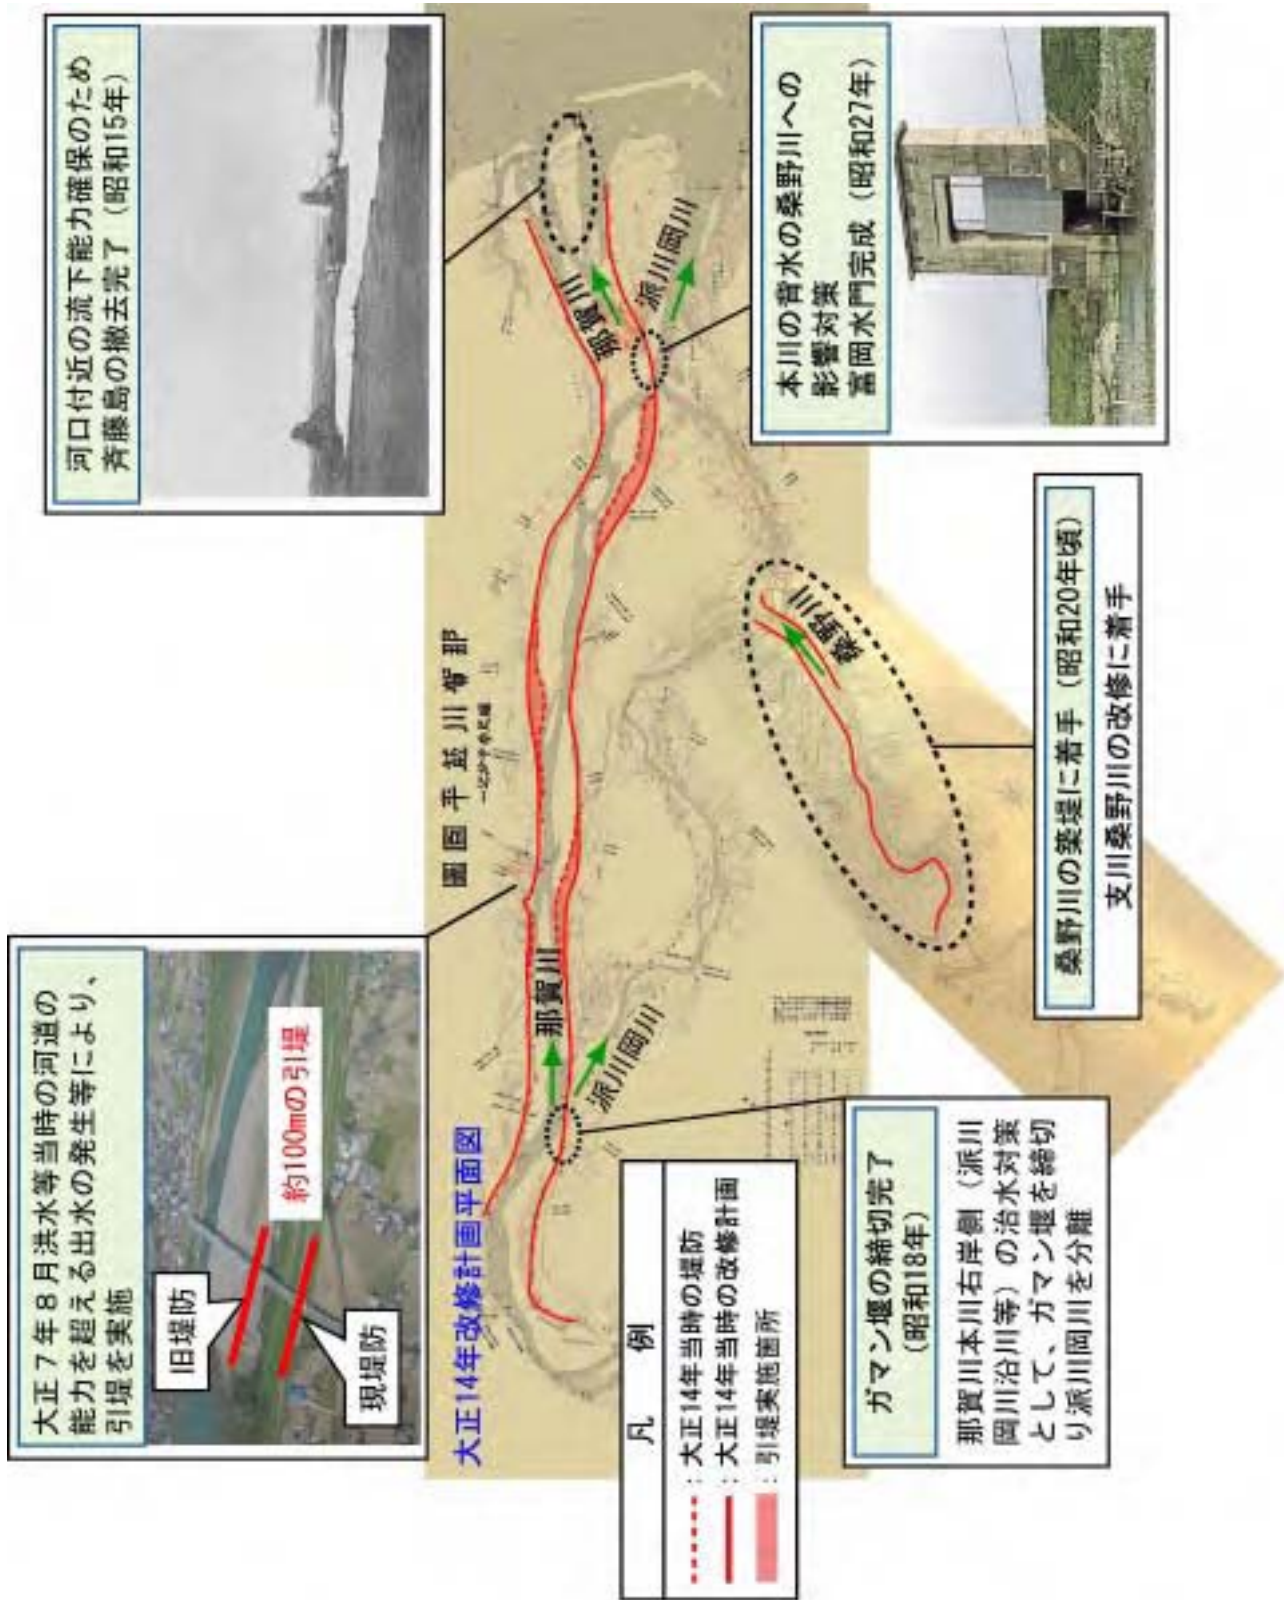 大正７年８月洪水等当時の河道の
能力を超える出水の発生等により、
引堤を実施
旧堤防
約100mの引堤
現堤防
河口付近の流下能力確保のため
斉藤島の撤去完了（昭和15年）
大正14年改修計画平面図
那賀川並平面圖
那賀川
派川岡川
那賀川
派川岡川
桑野川
凡　例
：大正14年当時の堤防
：大正14年当時の改修計画
：引堤実施箇所
ガマン堰の締切完了
（昭和18年）
那賀川本川右岸側（派川
岡川沿川等）の治水対策
として、ガマン堰を締切
り派川岡川を分離
桑野川の築堤に着手（昭和20年頃）
支川桑野川の改修に着手
本川の背水の桑野川への
影響対策
富岡水門完成（昭和27年）